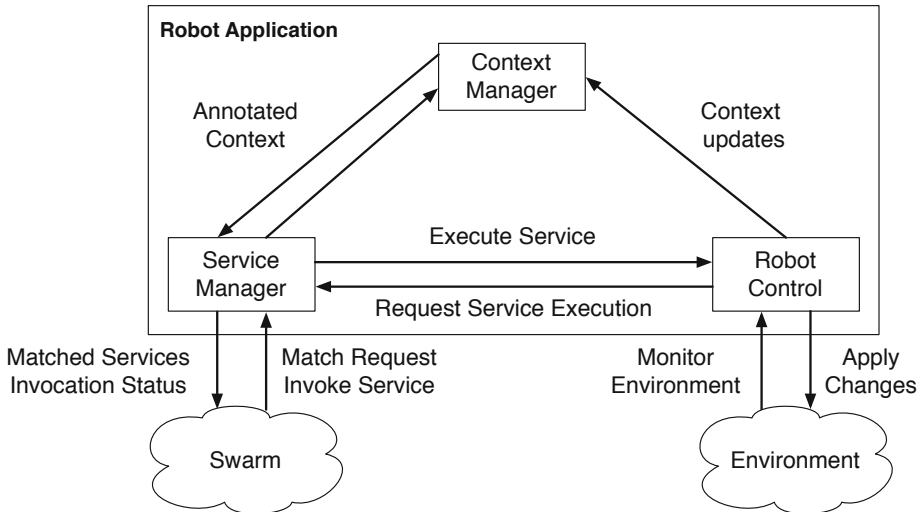 Robot Application
Context
Manager
Annotated
Context
Context
updates
Execute Service
Service
Manager
Robot
Control
Request Service Execution
Matched Services
Invocation Status
Match Request
Invoke Service
Monitor
Environment
Apply
Changes
Swarm
Environment